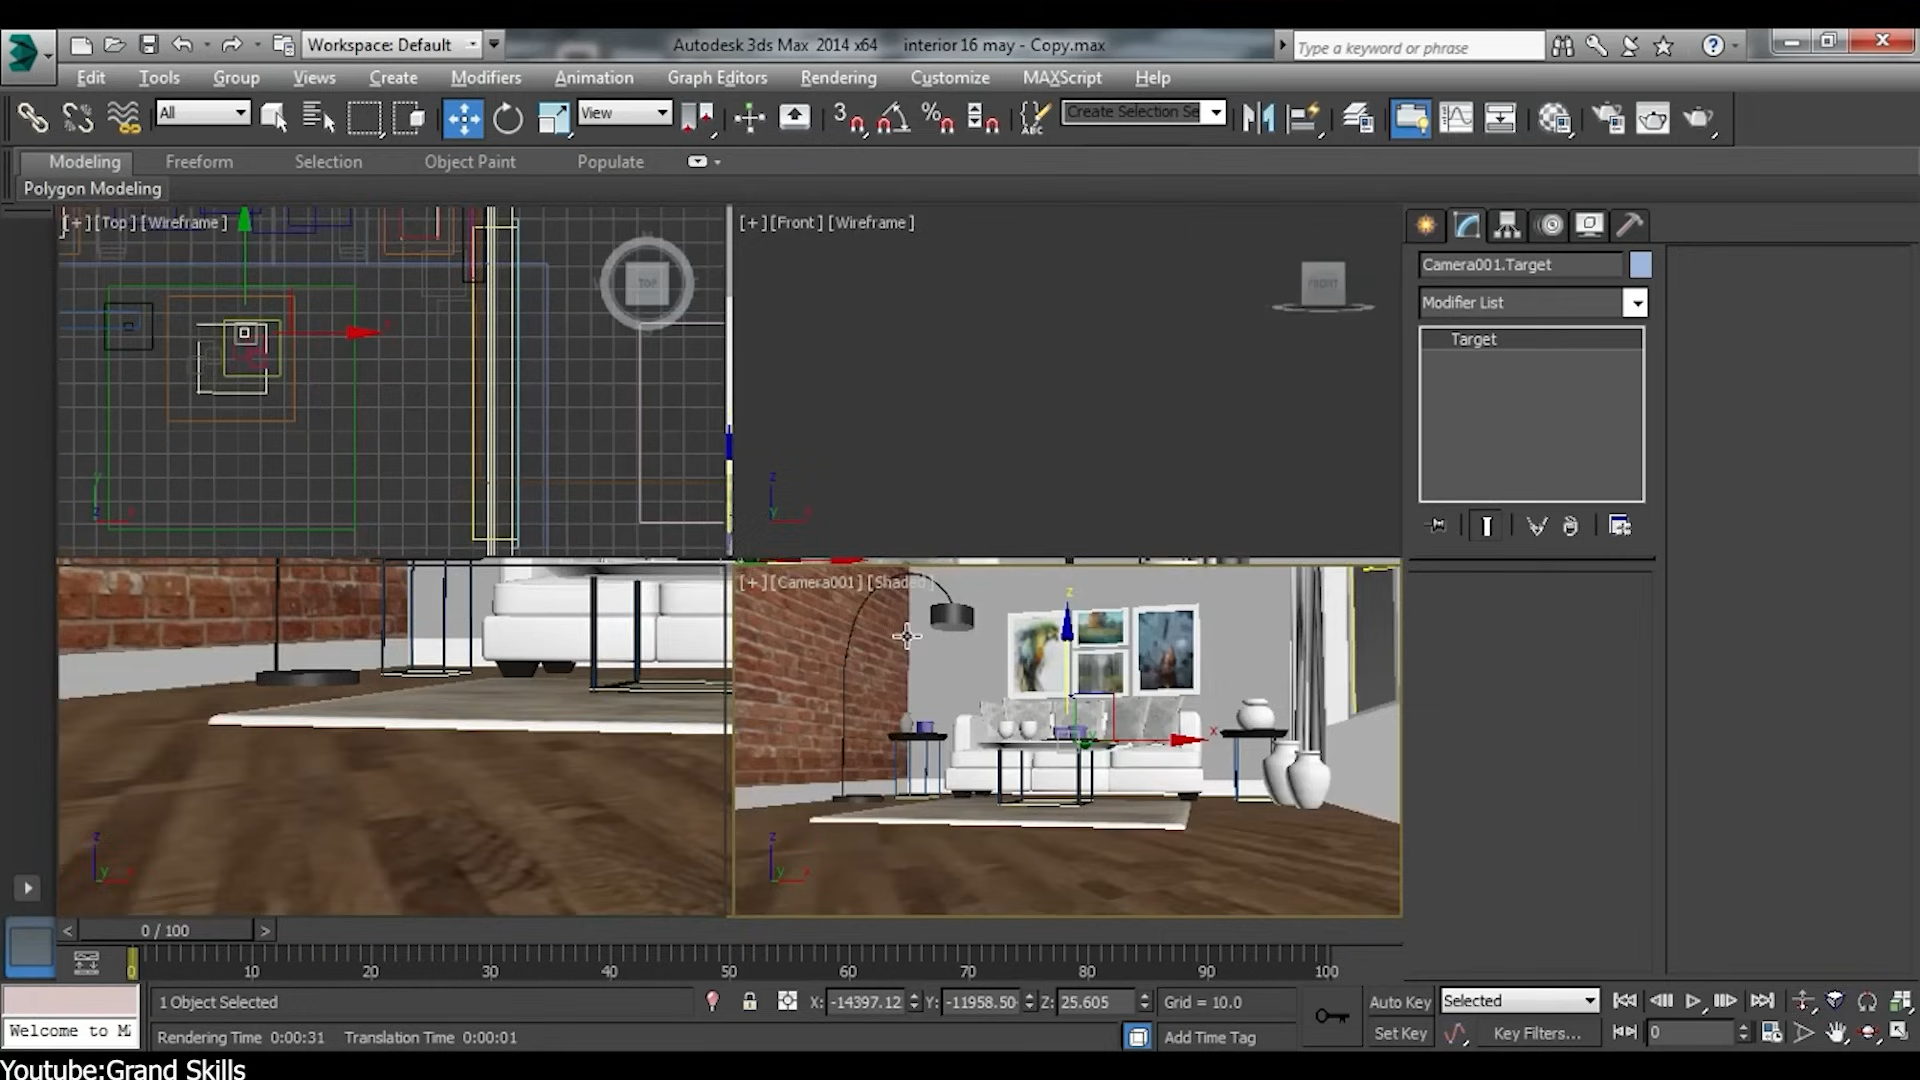 Workspace: Default
Autodesk 3ds Max 2014 x64 interior 16 may - Copy.max
Type a keyword or phrase
Edit Tools Group Views Create Modifiers Animation Graph Editors Rendering Customize MAXScript Help
All
View
3
%
ABC
Create Selection Se
Modeling Freeform Selection Object Paint Populate
Polygon Modeling
[+] [Top] [Wireframe]
TOP
[+] [Front] [Wireframe]
FRONT
Camera001.Target
Modifier List
Target
[+] [Camera001] [Shaded]
z
x
z
x
y
z
y
z
y
< 0 / 100 >
0 10 20 30 40 50 60 70 80 90 100
1 Object Selected
X: -14397.12 Y: -11958.50 Z: 25.605 Grid = 10.0
Auto Key Selected
Welcome to M
Rendering Time 0:00:31 Translation Time 0:00:01
Add Time Tag
Set Key Key Filters... 0
Youtube:Grand Skills